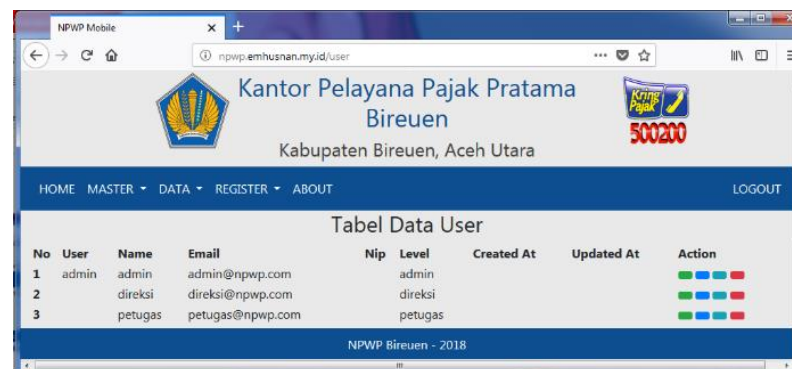 NPWP Mobile
npwp.emhusnan.my.id/user
Kantor Pelayana Pajak Pratama
Bireuen
Kabupaten Bireuen, Aceh Utara
Kring
Pajak
500200
HOME MASTER DATA REGISTER ABOUT LOGOUT
Tabel Data User
No User Name Email Nip Level Created At Updated At Action
1 admin admin admin@npwp.com admin
2 direksi direksi@npwp.com direksi
3 petugas petugas@npwp.com petugas
NPWP Bireuen - 2018